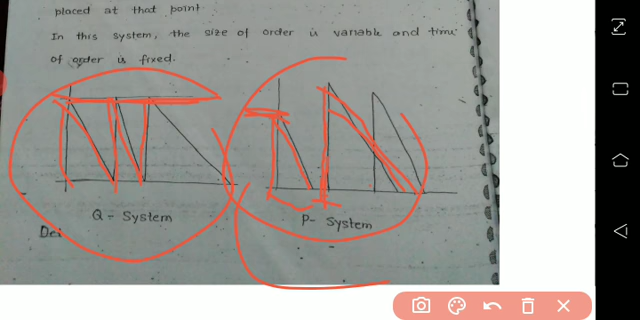 placed at that point
In this system, the size of order is variable and time
of order is fixed.
Q - System
P- System
De